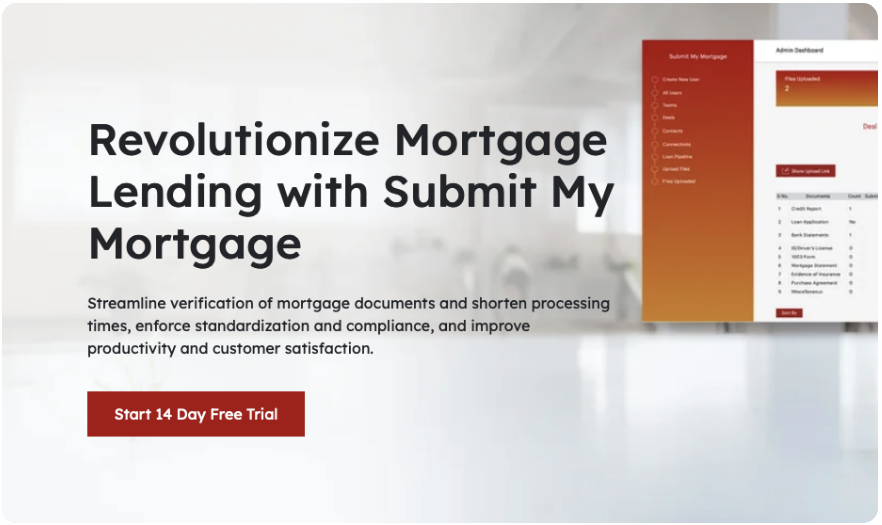 Revolutionize Mortgage
Lending with Submit My
Mortgage
Streamline verification of mortgage documents and shorten processing
times, enforce standardization and compliance, and improve
productivity and customer satisfaction.
Start 14 Day Free Trial
Submit My Mortgage
Create New User
All Users
Teams
Deals
Contacts
Connections
Loan Pipeline
Upload Files
Files Uploaded
Admin Dashboard
Files Uploaded
2
Deal
Show Upload Link
S No. Documents Count Submi
1 Credit Report 1
2 Loan Application No
3 Bank Statements 1
4 ID/Driver's License 0
5 1003 Form 0
6 Mortgage Statement 0
7 Evidence of Insurance 0
8 Purchase Agreement 0
9 Miscellaneous 0
Sort By